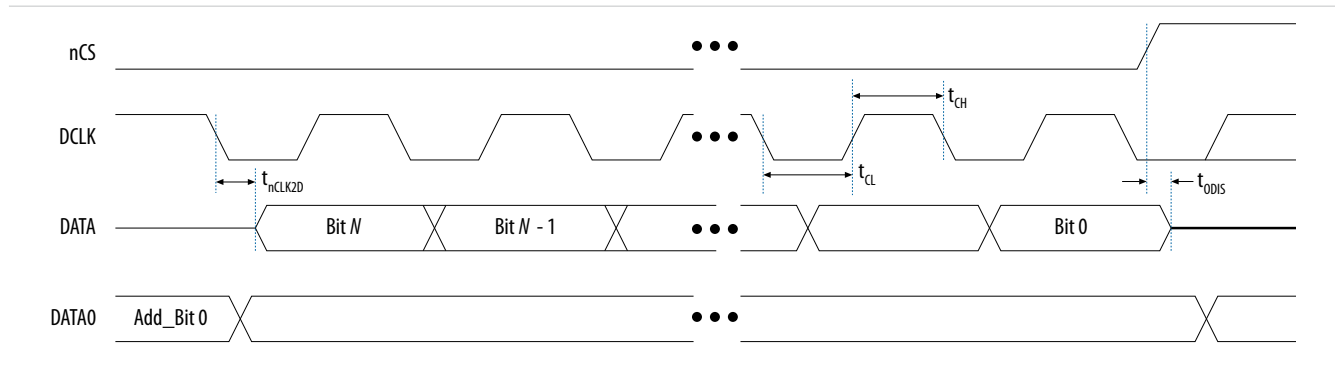 nCS
t_CH
DCLK
t_nCLK2D
t_CL
t_ODIS
DATA
Bit N
Bit N - 1
Bit 0
DATA0
Add_Bit 0